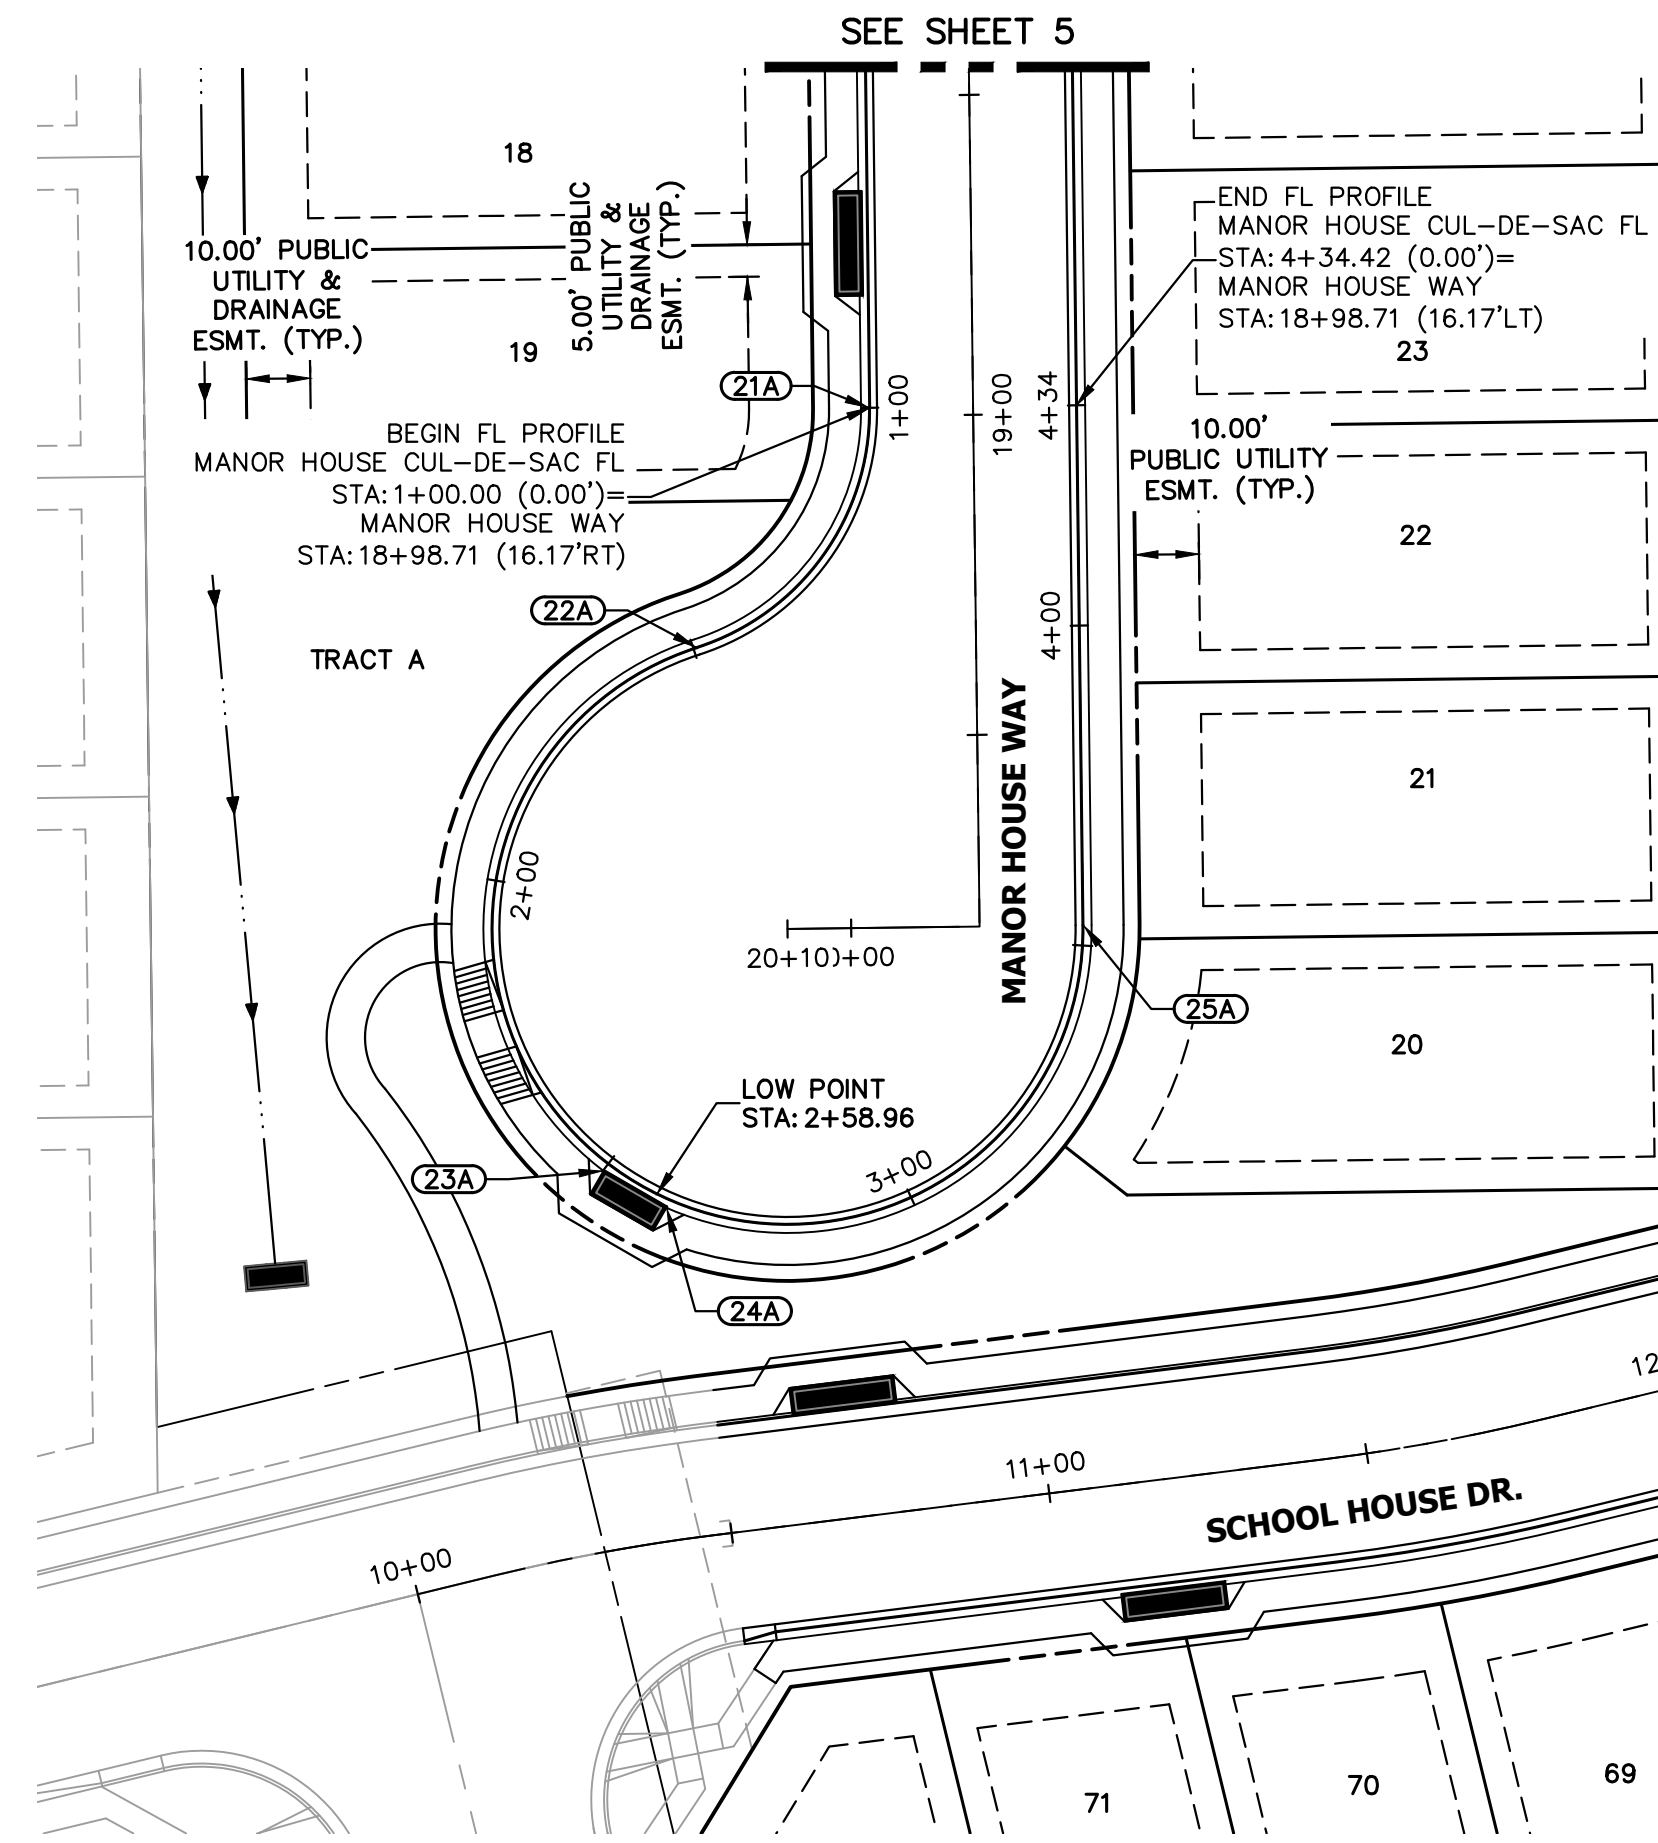 SEE SHEET 5
18
10.00' PUBLIC
UTILITY &
DRAINAGE
ESMT. (TYP.)
5.00' PUBLIC
UTILITY &
DRAINAGE
ESMT. (TYP.)
19
END FL PROFILE
MANOR HOUSE CUL-DE-SAC FL
STA: 4+34.42 (0.00')=
MANOR HOUSE WAY
STA:18+98.71 (16.17'LT)
23
21A
1+00
19+00
4+34
BEGIN FL PROFILE
MANOR HOUSE CUL-DE-SAC FL
STA:1+00.00 (0.00')=
MANOR HOUSE WAY
STA:18+98.71 (16.17'RT)
10.00'
PUBLIC UTILITY
ESMT. (TYP.)
22
22A
4+00
TRACT A
MANOR HOUSE WAY
21
2+00
20+10)+00
25A
20
LOW POINT
STA: 2+58.96
23A
3+00
24A
12
11+00
SCHOOL HOUSE DR.
10+00
71
70
69